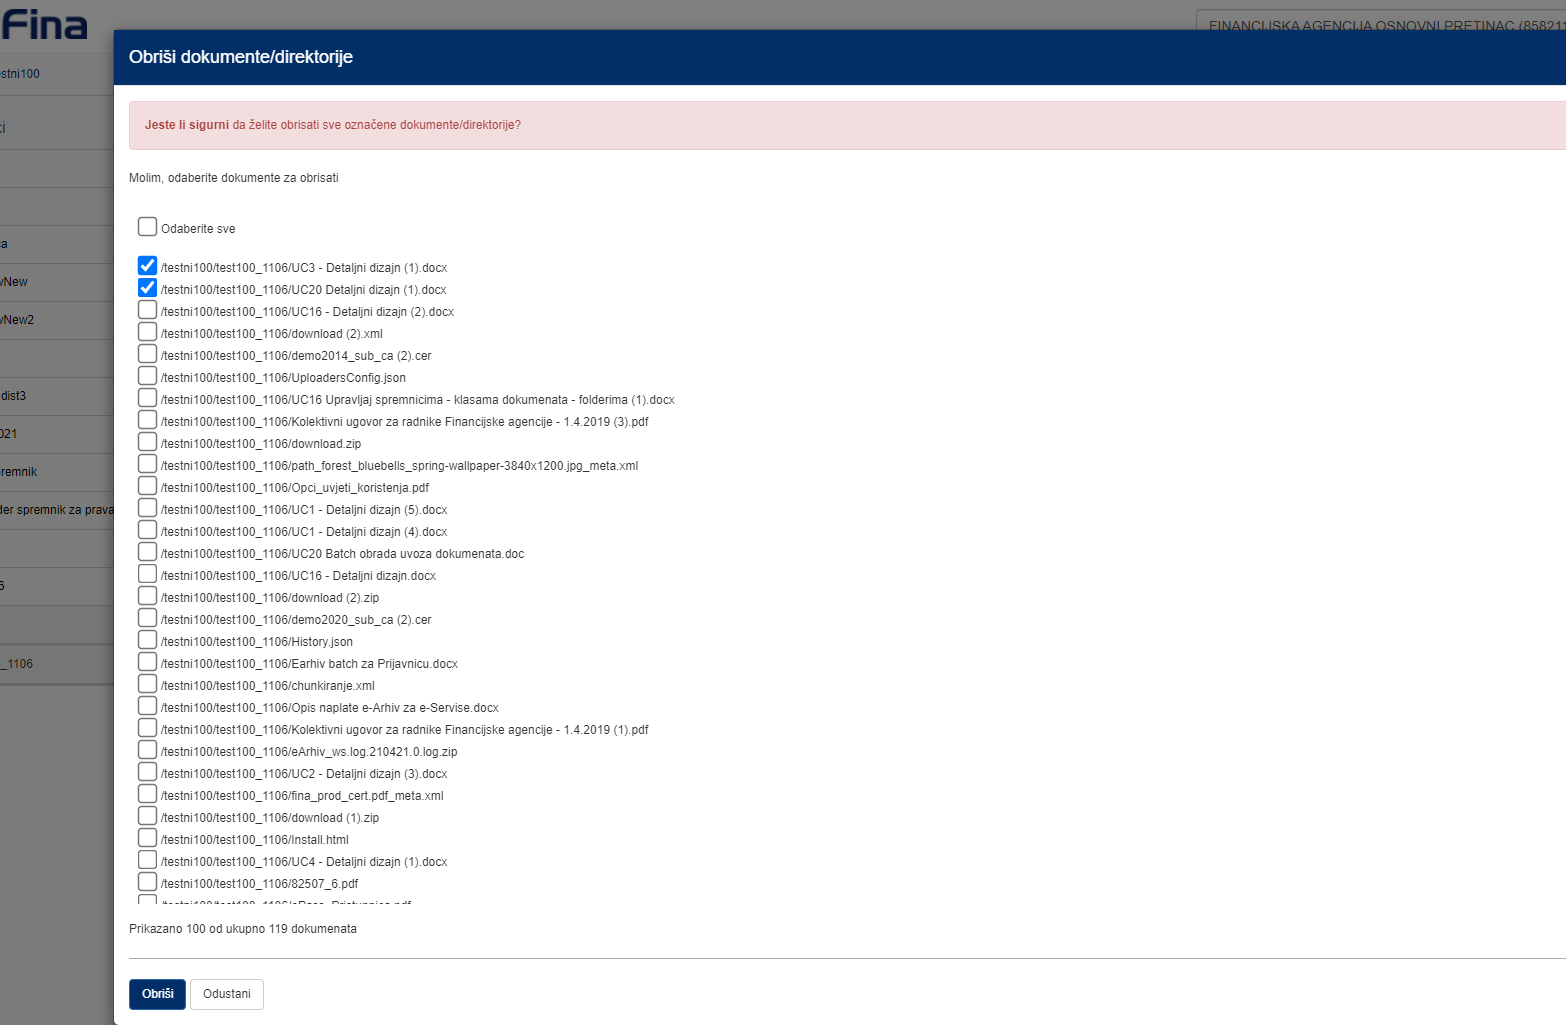 Fina
FINANCIJSKA AGENCIJA OSNOVNI PRETINAC
Obriši dokumente/direktorije
Jeste li sigurni da želite obrisati sve označene dokumente/direktorije?
Molim, odaberite dokumente za obrisati
Odaberite sve
/testni100/test100_1106/UC3 - Detaljni dizajn (1).docx
/testni100/test100_1106/UC20 Detaljni dizajn (1).docx
/testni100/test100_1106/UC16 - Detaljni dizajn (2).docx
/testni100/test100_1106/download (2).xml
/testni100/test100_1106/demo2014_sub_ca (2).cer
/testni100/test100_1106/UploadersConfig.json
/testni100/test100_1106/UC16 Upravljaj spremnicima - klasama dokumenata - folderima (1).docx
/testni100/test100_1106/Kolektivni ugovor za radnike Financijske agencije - 1.4.2019 (3).pdf
/testni100/test100_1106/download.zip
/testni100/test100_1106/path_forest_bluebells_spring-wallpaper-3840x1200.jpg_meta.xml
/testni100/test100_1106/Opci_uvjeti_koristenja.pdf
/testni100/test100_1106/UC1 - Detaljni dizajn (5).docx
/testni100/test100_1106/UC1 - Detaljni dizajn (4).docx
/testni100/test100_1106/UC20 Batch obrada uvoza dokumenata.doc
/testni100/test100_1106/UC16 - Detaljni dizajn.docx
/testni100/test100_1106/download (2).zip
/testni100/test100_1106/demo2020_sub_ca (2).cer
/testni100/test100_1106/History.json
/testni100/test100_1106/Earhiv batch za Prijavnicu.docx
/testni100/test100_1106/chunkiranje.xml
/testni100/test100_1106/Opis naplate e-Arhiv za e-Servise.docx
/testni100/test100_1106/Kolektivni ugovor za radnike Financijske agencije - 1.4.2019 (1).pdf
/testni100/test100_1106/eArhiv_ws.log.210421.0.log.zip
/testni100/test100_1106/UC2 - Detaljni dizajn (3).docx
/testni100/test100_1106/fina_prod_cert.pdf_meta.xml
/testni100/test100_1106/download (1).zip
/testni100/test100_1106/Install.html
/testni100/test100_1106/UC4 - Detaljni dizajn (1).docx
/testni100/test100_1106/82507_6.pdf
Prikazano 100 od ukupno 119 dokumenata
Obriši
Odustani
stni100
ci
ca
vNew
vNew2
dist3
021
remnik
der spremnik za prava
6
_1106